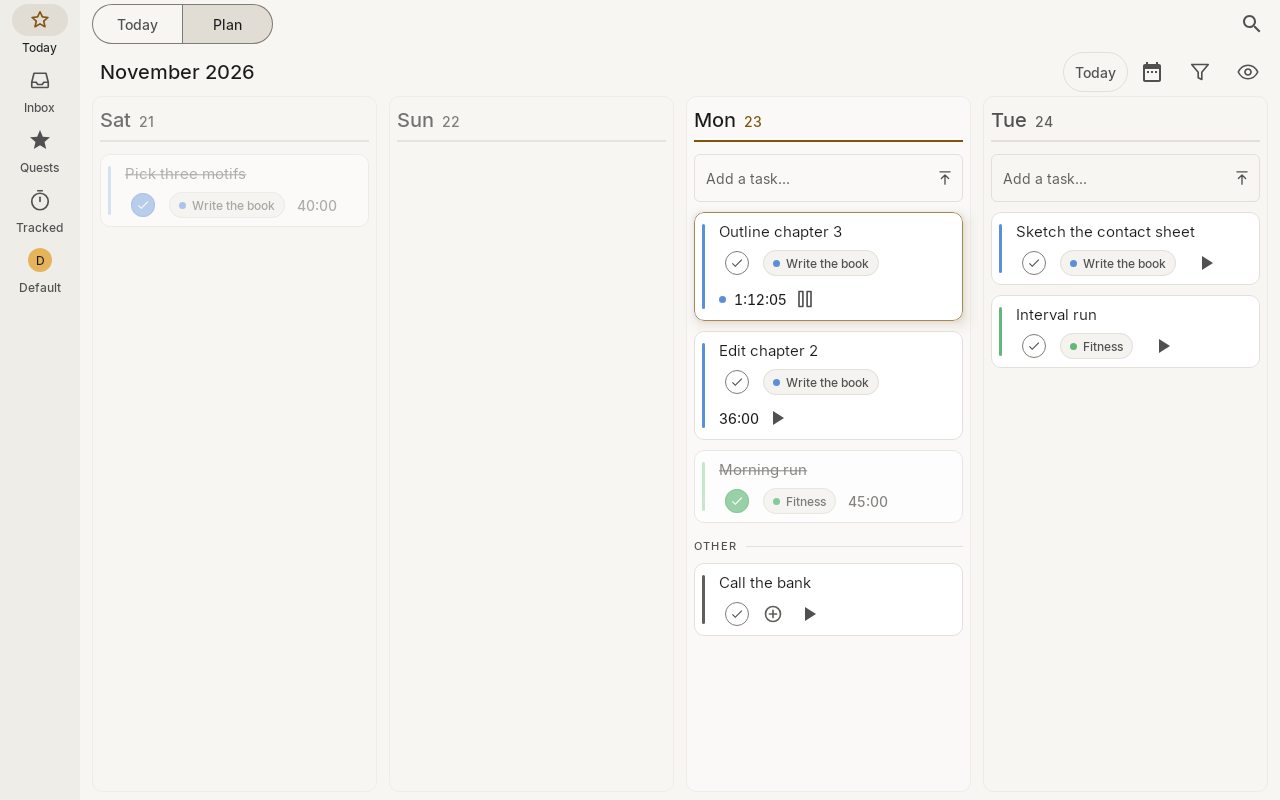 Today
Inbox
Quests
Tracked
D
Default
Today
Plan
November 2026
Today
Sat 21
Pick three motifs
Write the book
40:00
Sun 22
Mon 23
Add a task...
Outline chapter 3
Write the book
1:12:05
Edit chapter 2
Write the book
36:00
Morning run
Fitness
45:00
OTHER
Call the bank
Tue 24
Add a task...
Sketch the contact sheet
Write the book
Interval run
Fitness